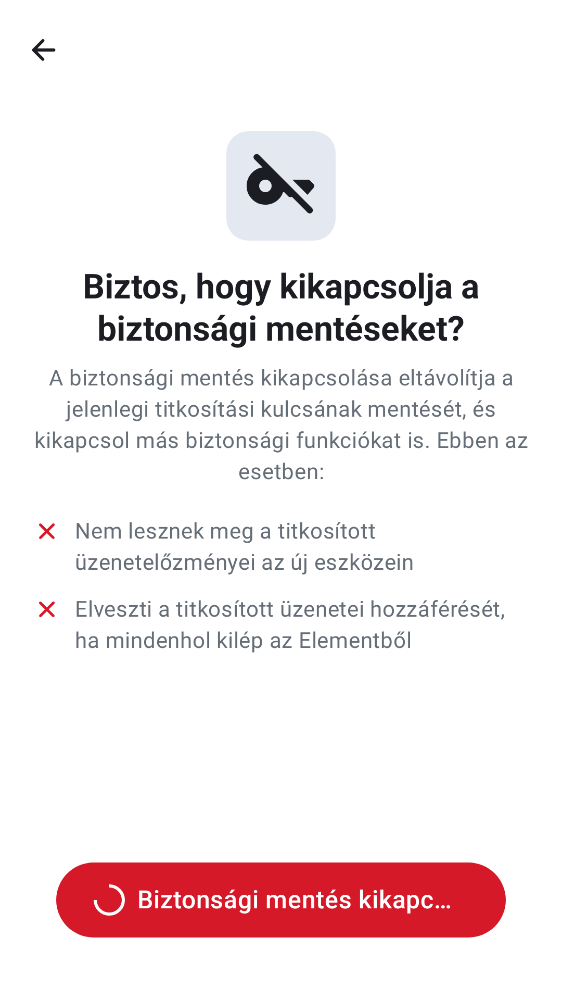 Biztos, hogy kikapcsolja a
biztonsági mentéseket?
A biztonsági mentés kikapcsolása eltávolítja a
jelenlegi titkosítási kulcsának mentését, és
kikapcsol más biztonsági funkciókat is. Ebben az
esetben:
Nem lesznek meg a titkosított
üzenetelőzményei az új eszközein
Elveszti a titkosított üzenetei hozzáférését,
ha mindenhol kilép az Elementből
Biztonsági mentés kikapc…